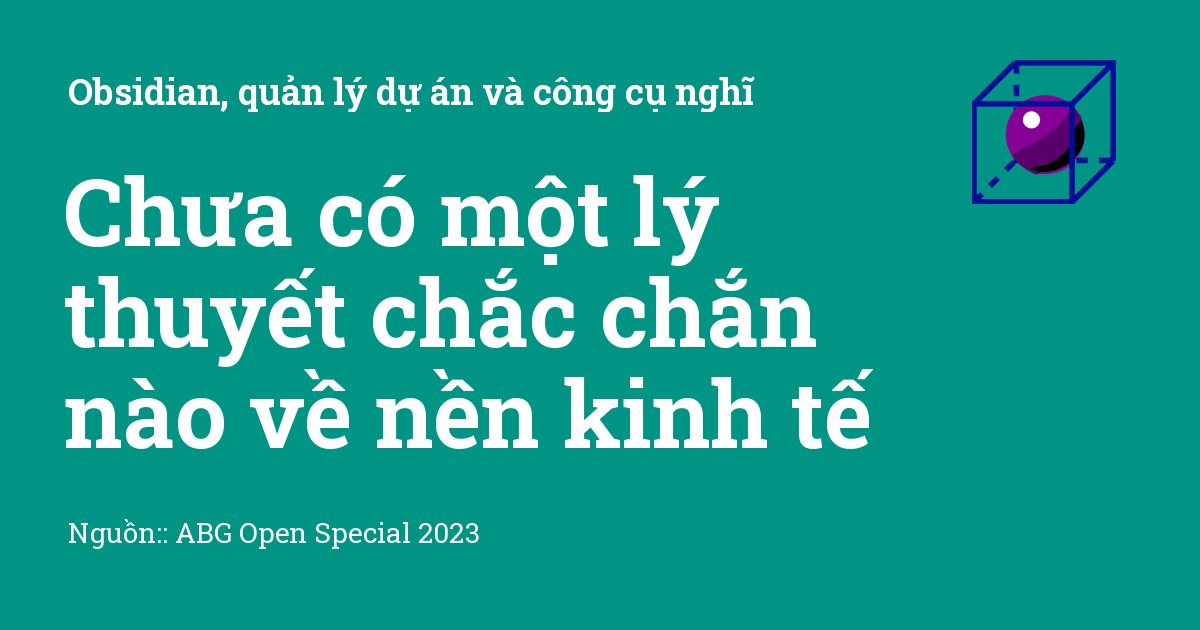 Obsidian, quản lý dự án và công cụ nghĩ
Chưa có một lý
thuyết chắc chắn
nào về nền kinh tế
Nguồn:: ABG Open Special 2023